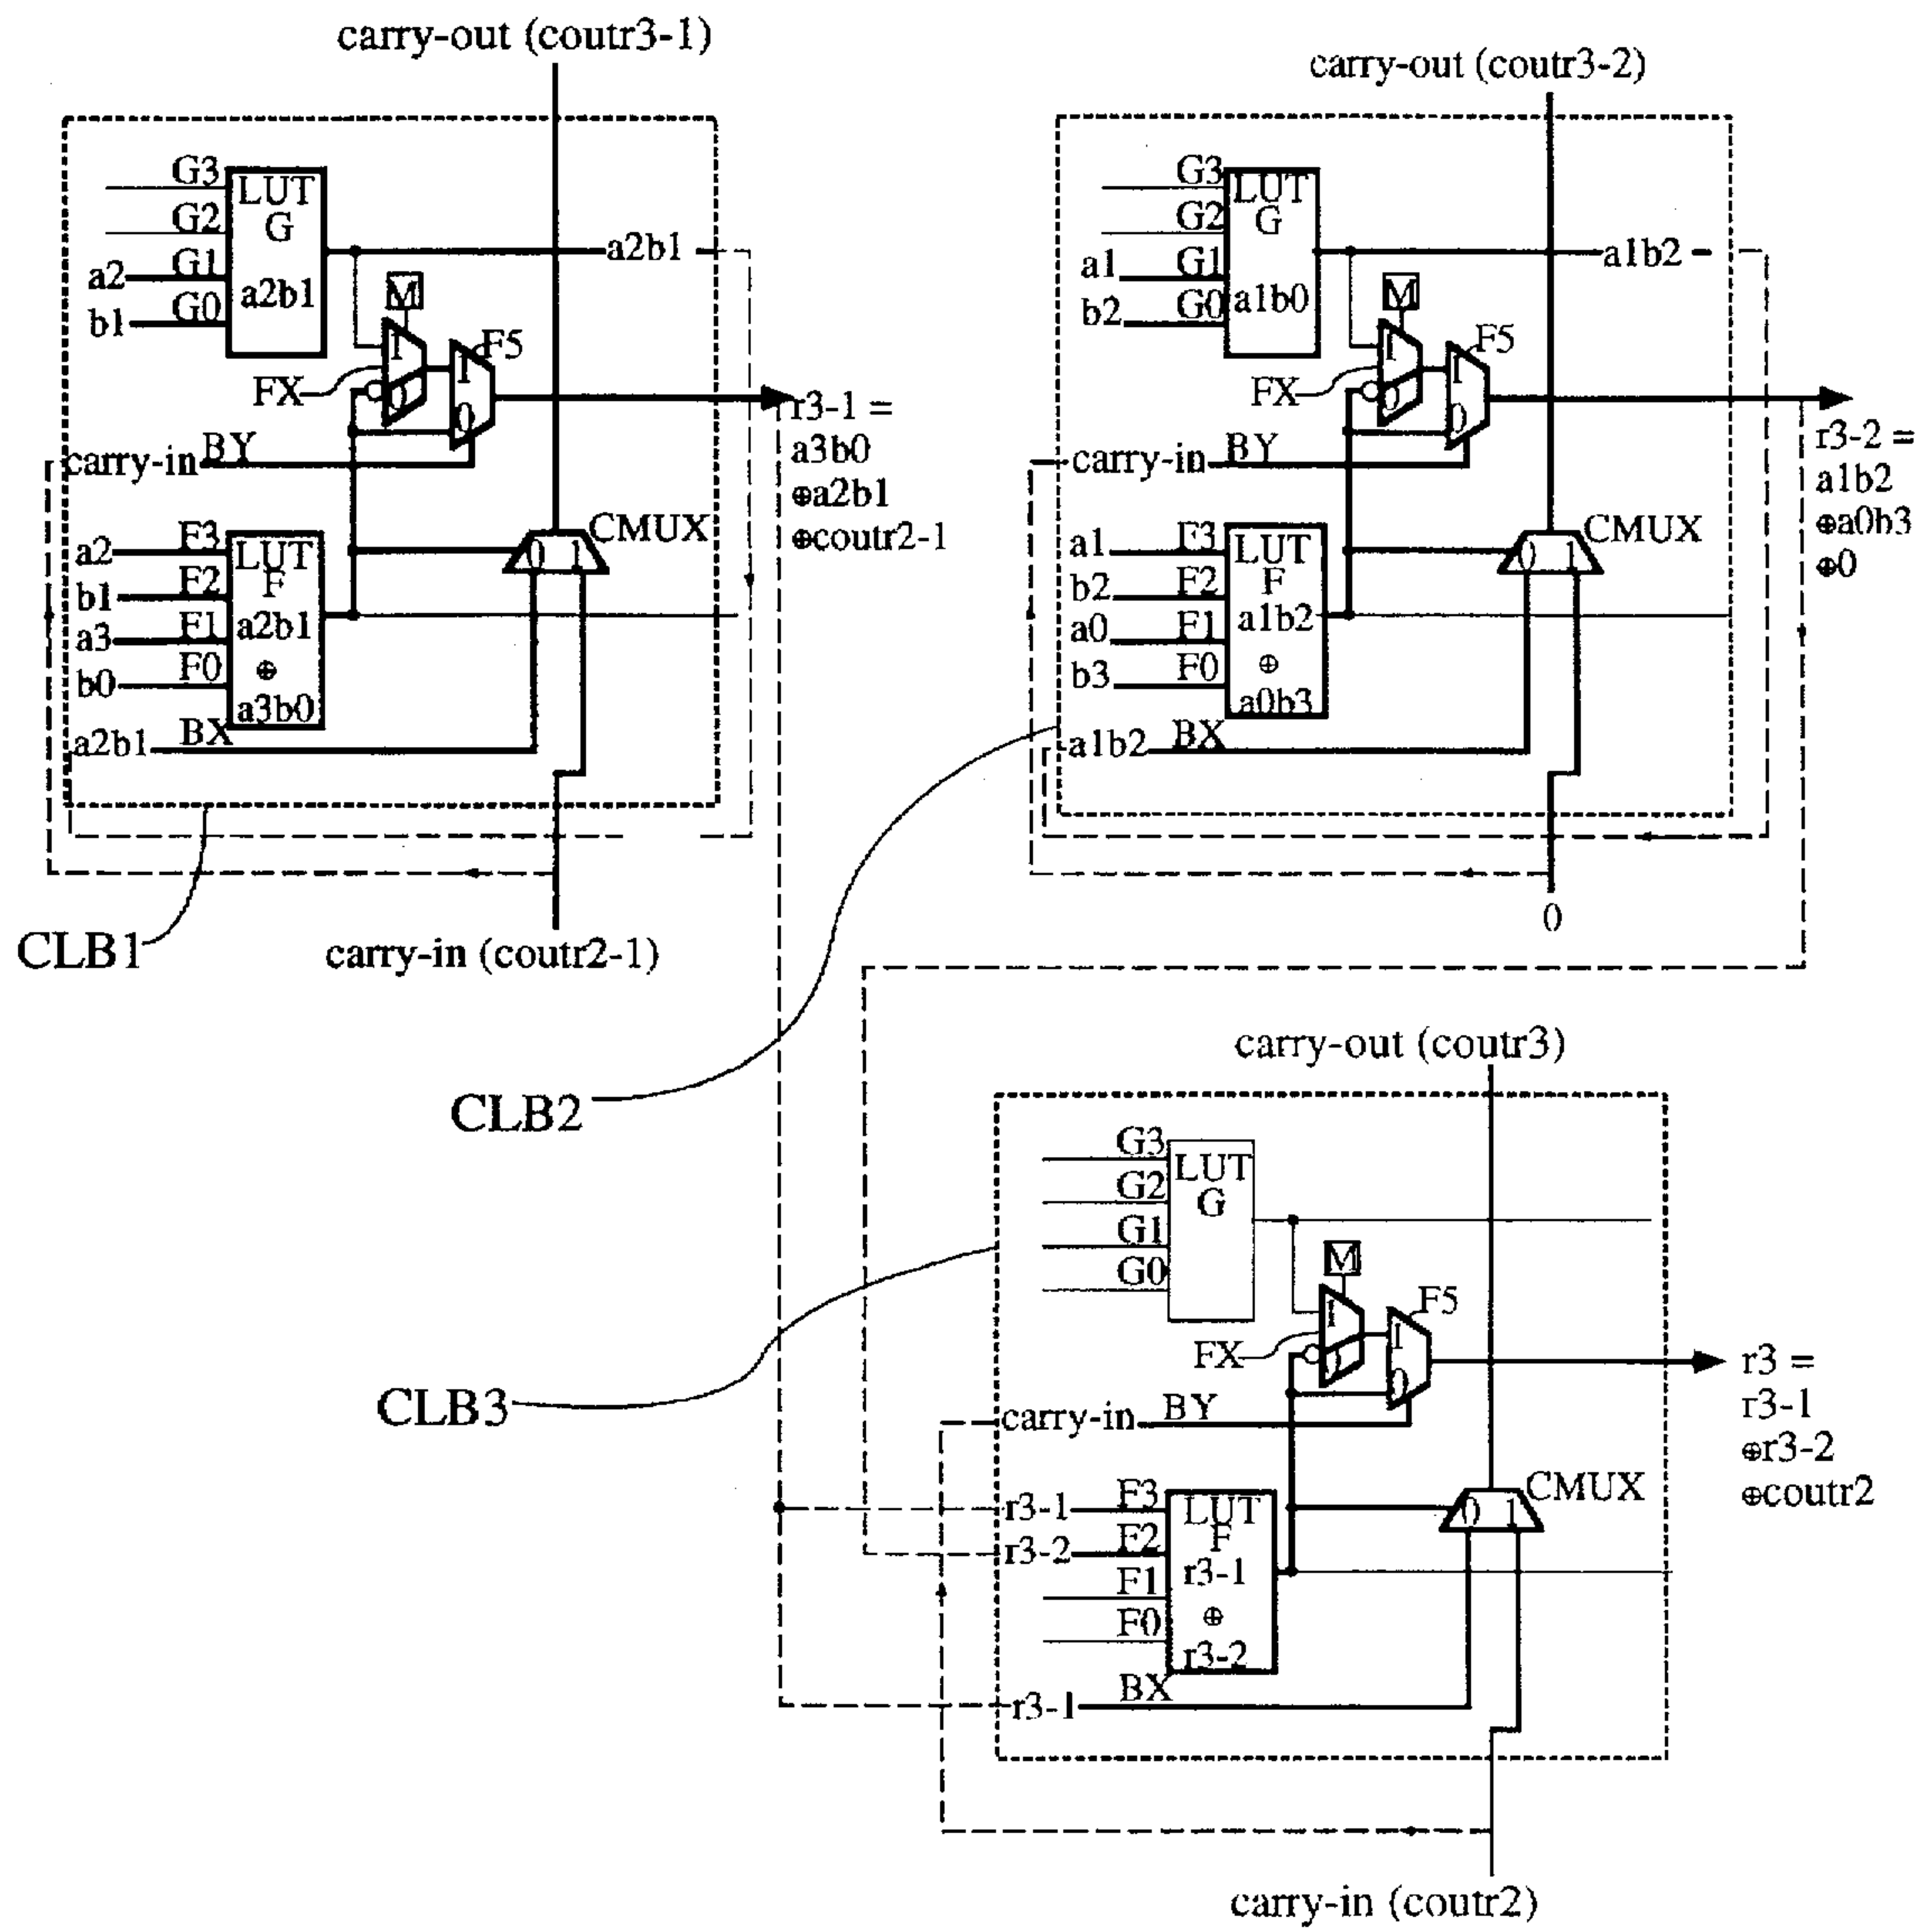 carry-out (coutr3-1)
G3
G2
a2 G1
b1 G0
LUT
G
a2b1
a2b1
M
1
0
FX
1
0
F5
r3-1 =
a3b0
⊕a2b1
⊕coutr2-1
carry-in BY
a2 F3
b1 F2
a3 F1
b0 F0
LUT
F
a2b1
⊕
a3b0
0 1
CMUX
a2b1 BX
CLB1
carry-in (coutr2-1)
carry-out (coutr3-2)
G3
G2
a1 G1
b2 G0
LUT
G
a1b0
a1b2
M
1
0
FX
1
0
F5
r3-2 =
a1b2
⊕a0b3
⊕0
carry-in BY
a1 F3
b2 F2
a0 F1
b3 F0
LUT
F
a1b2
⊕
a0b3
0 1
CMUX
a1b2 BX
0
CLB2
carry-out (coutr3)
G3
G2
G1
G0
LUT
G
M
1
0
FX
1
0
F5
r3 =
r3-1
⊕r3-2
⊕coutr2
CLB3
carry-in BY
r3-1 F3
r3-2 F2
F1
F0
LUT
F
r3-1
⊕
r3-2
0 1
CMUX
r3-1 BX
carry-in (coutr2)